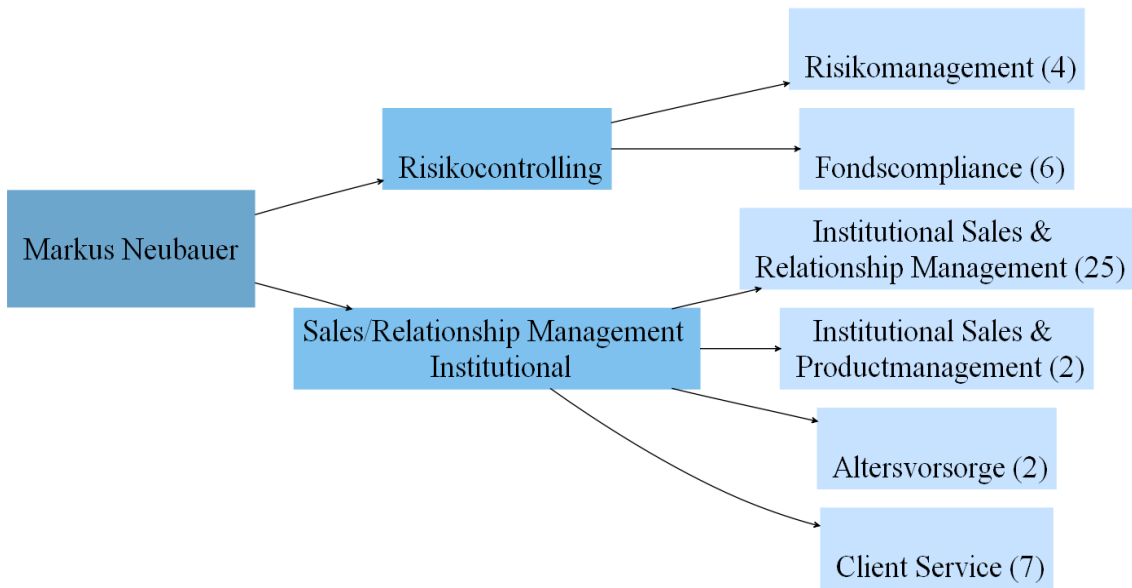 Markus Neubauer
Risikocontrolling
Sales/Relationship Management
Institutional
Risikomanagement (4)
Fondscompliance (6)
Institutional Sales &
Relationship Management (25)
Institutional Sales &
Productmanagement (2)
Altersvorsorge (2)
Client Service (7)